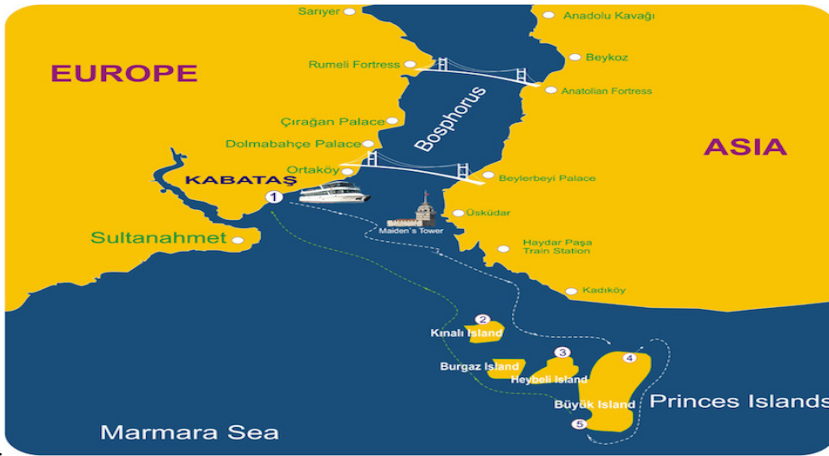 Sarıyer
Anadolu Kavağı
EUROPE
Rumeli Fortress
Beykoz
Anatolian Fortress
Bosphorus
Çırağan Palace
Dolmabahçe Palace
ASIA
Ortaköy
KABATAŞ
Beylerbeyi Palace
1
Üsküdar
Maiden's Tower
Sultanahmet
Haydar Paşa
Train Station
Kadıköy
2
Kınalı Island
3
4
Burgaz Island
Heybeli Island
Büyük Island
Princes Islands
5
Marmara Sea